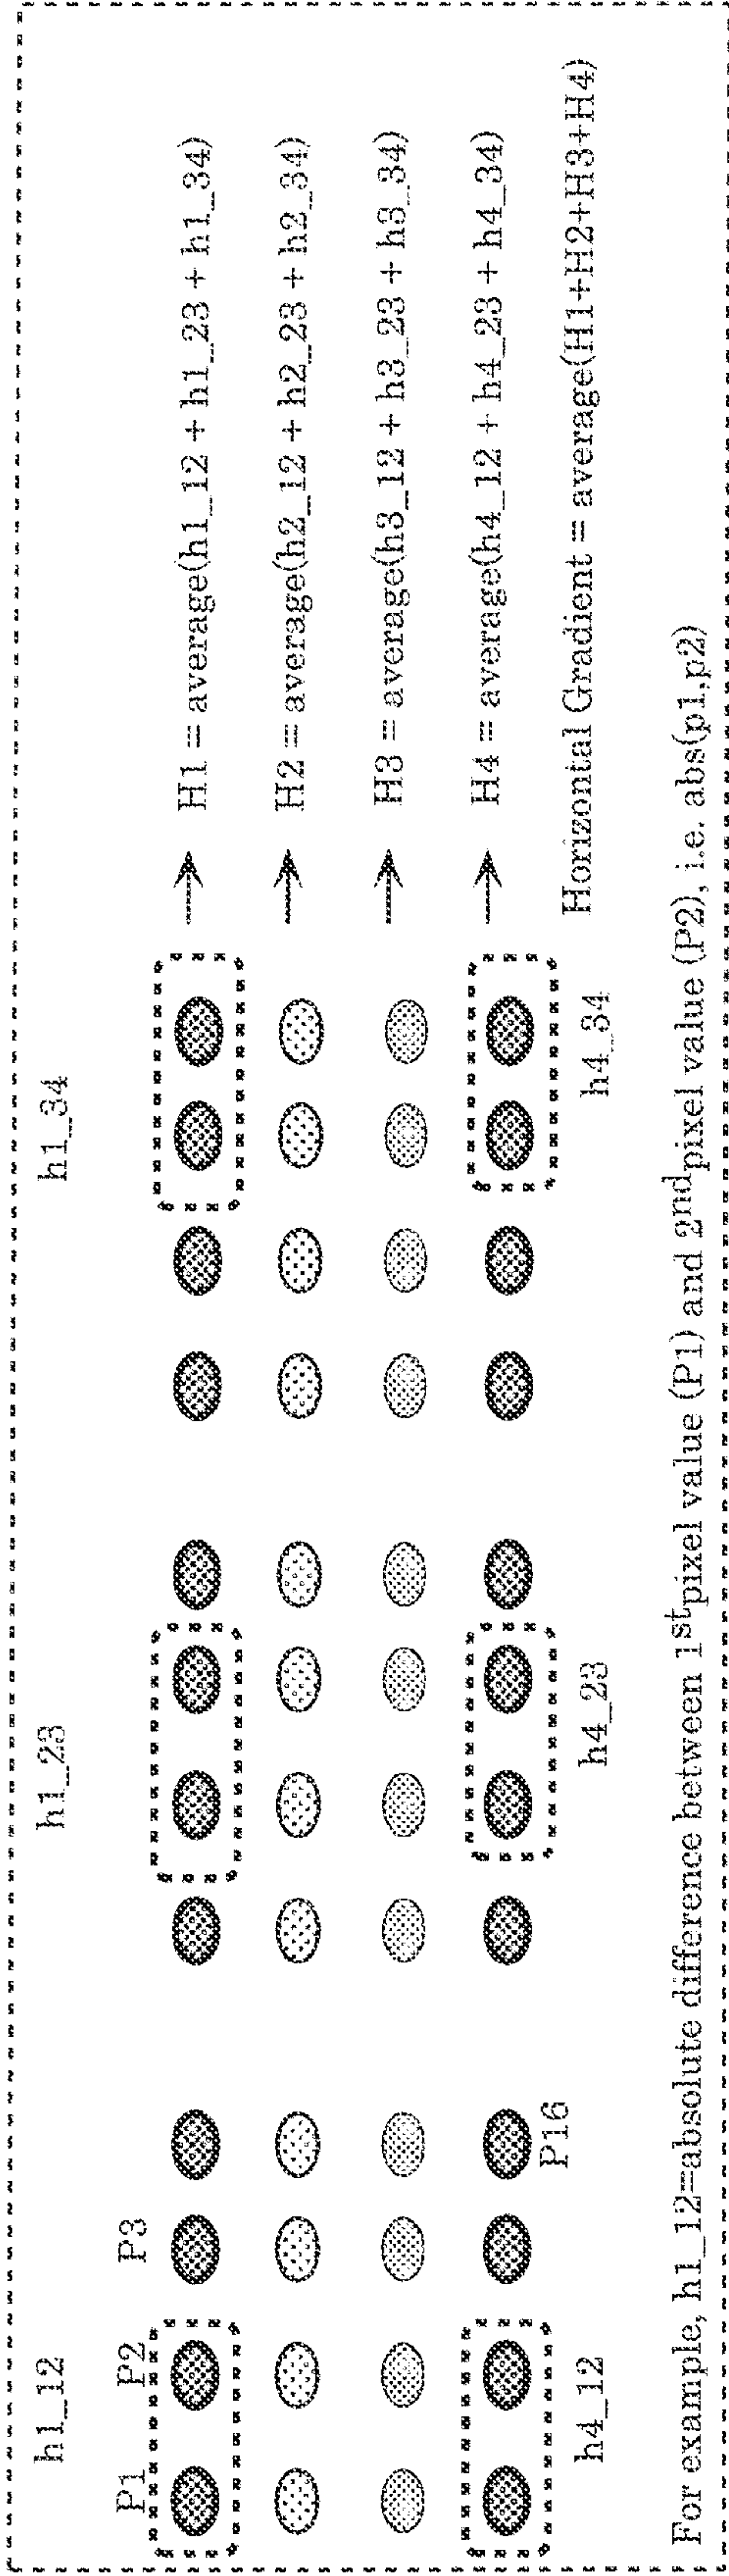 h1_12
h1_23
h1_34
P1 P2 P3
H1 = average(h1_12 + h1_23 + h1_34)
H2 = average(h2_12 + h2_23 + h2_34)
H3 = average(h3_12 + h3_23 + h3_34)
H4 = average(h4_12 + h4_23 + h4_34)
P16
h4_12
h4_23
h4_34
Horizontal Gradient = average(H1+H2+H3+H4)
For example, h1_12=absolute difference between 1st pixel value (P1) and 2nd pixel value (P2), i.e. abs(p1,p2)